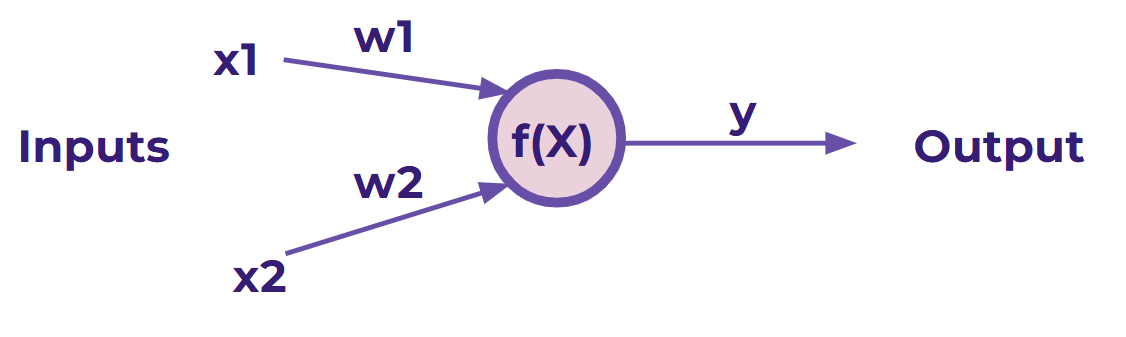 w1
x1
y
f(X)
Inputs
Output
w2
x2